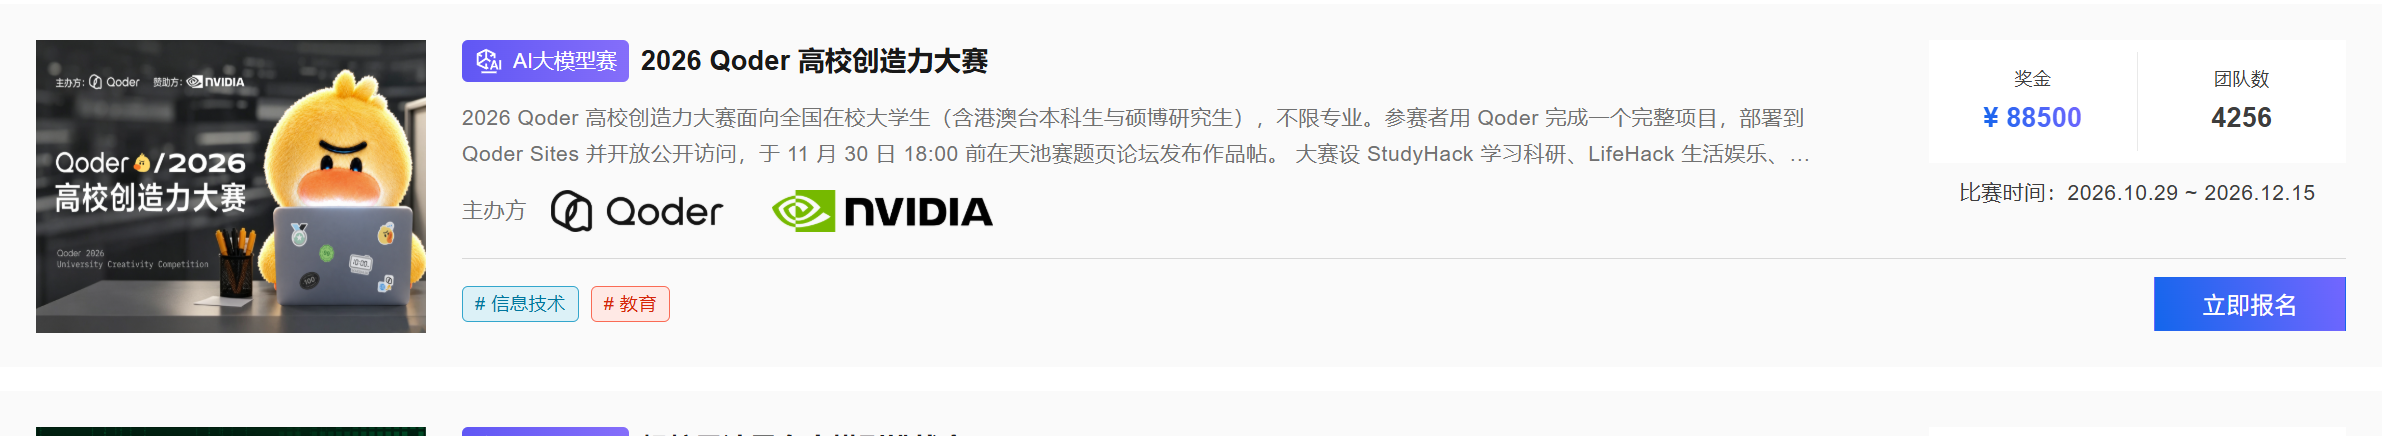 主办方: Qoder 赞助方: NVIDIA
Qoder /2026
高校创造力大赛
Qoder 2026
University Creativity Competition
AI大模型赛 2026 Qoder 高校创造力大赛
2026 Qoder 高校创造力大赛面向全国在校大学生（含港澳台本科生与硕博研究生），不限专业。参赛者用 Qoder 完成一个完整项目，部署到
Qoder Sites 并开放公开访问，于 11 月 30 日 18:00 前在天池赛题页论坛发布作品帖。 大赛设 StudyHack 学习科研、LifeHack 生活娱乐、…
主办方 Qoder NVIDIA
# 信息技术 # 教育
奖金 团队数
¥ 88500 4256
比赛时间：2026.10.29 ~ 2026.12.15
立即报名